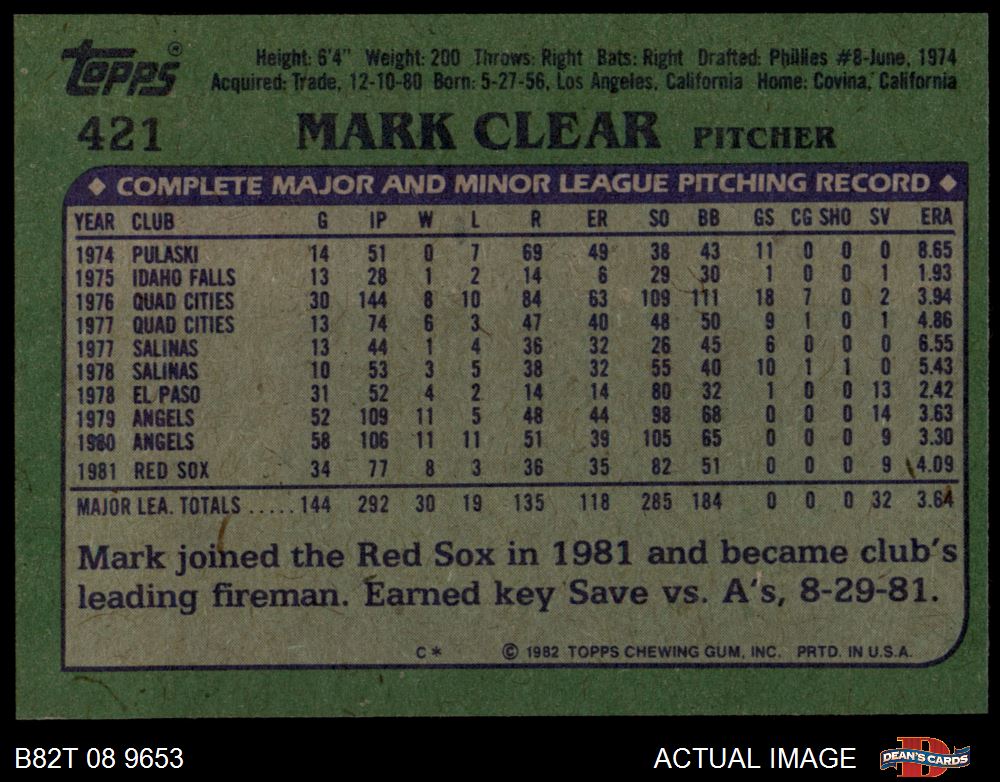 Topps®
Height: 6'4" Weight: 200 Throws: Right Bats: Right Drafted: Phillies #8-June, 1974
Acquired: Trade, 12-10-80 Born: 5-27-56, Los Angeles, California Home: Covina, California
421 MARK CLEAR PITCHER
◆ COMPLETE MAJOR AND MINOR LEAGUE PITCHING RECORD ◆
YEAR CLUB G IP W L R ER SO BB GS CG SHO SV ERA
1974 PULASKI 14 51 0 7 69 49 38 43 11 0 0 0 8.65
1975 IDAHO FALLS 13 28 1 2 14 6 29 30 1 0 0 1 1.93
1976 QUAD CITIES 30 144 8 10 84 63 109 111 18 7 0 2 3.94
1977 QUAD CITIES 13 74 6 3 47 40 48 50 9 1 0 1 4.86
1977 SALINAS 13 44 1 4 36 32 26 45 6 0 0 0 6.55
1978 SALINAS 10 53 3 5 38 32 55 40 10 1 1 0 5.43
1978 EL PASO 31 52 4 2 14 14 80 32 1 0 0 13 2.42
1979 ANGELS 52 109 11 5 48 44 98 68 0 0 0 14 3.63
1980 ANGELS 58 106 11 11 51 39 105 65 0 0 0 9 3.30
1981 RED SOX 34 77 8 3 36 35 82 51 0 0 0 9 4.09
MAJOR LEA. TOTALS ..... 144 292 30 19 135 118 285 184 0 0 0 32 3.64
Mark joined the Red Sox in 1981 and became club's
leading fireman. Earned key Save vs. A's, 8-29-81.
C* © 1982 TOPPS CHEWING GUM, INC. PRTD. IN U.S.A.
B82T 08 9653 ACTUAL IMAGE DEAN'S CARDS